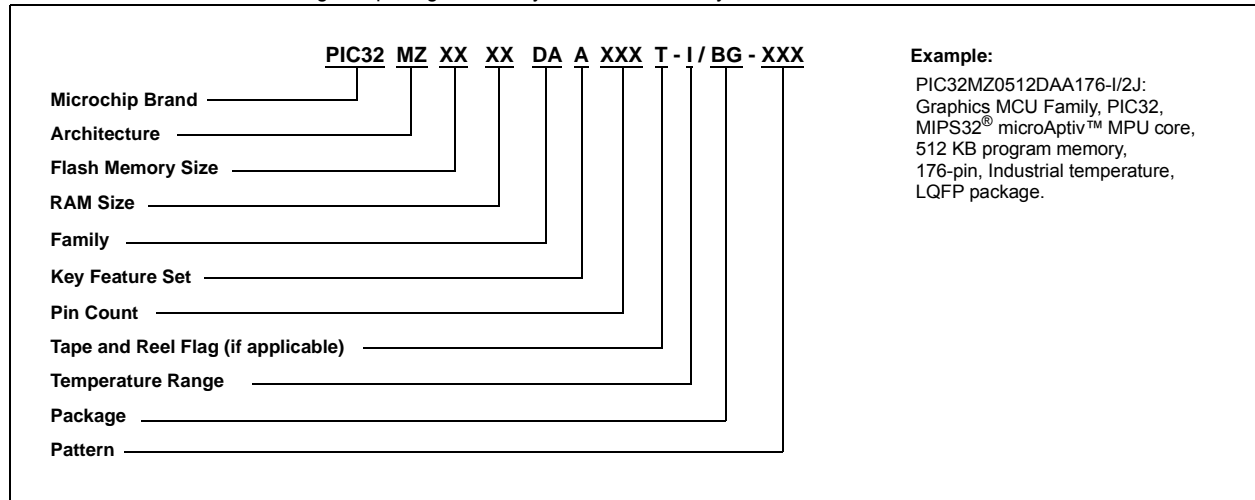 PIC32 MZ XX XX DA A XXX T - I / BG - XXX
Microchip Brand
Architecture
Flash Memory Size
RAM Size
Family
Key Feature Set
Pin Count
Tape and Reel Flag (if applicable)
Temperature Range
Package
Pattern
Example:
PIC32MZ0512DAA176-I/2J:
Graphics MCU Family, PIC32,
MIPS32® microAptiv™ MPU core,
512 KB program memory,
176-pin, Industrial temperature,
LQFP package.